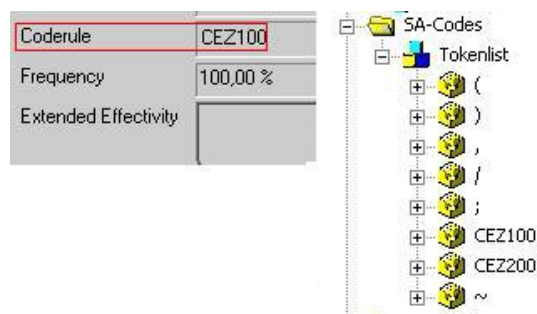 Coderule CEZ100
Frequency 100,00 %
Extended Effectivity
SA-Codes
Tokenlist
(
)
,
/
;
CEZ100
CEZ200
~